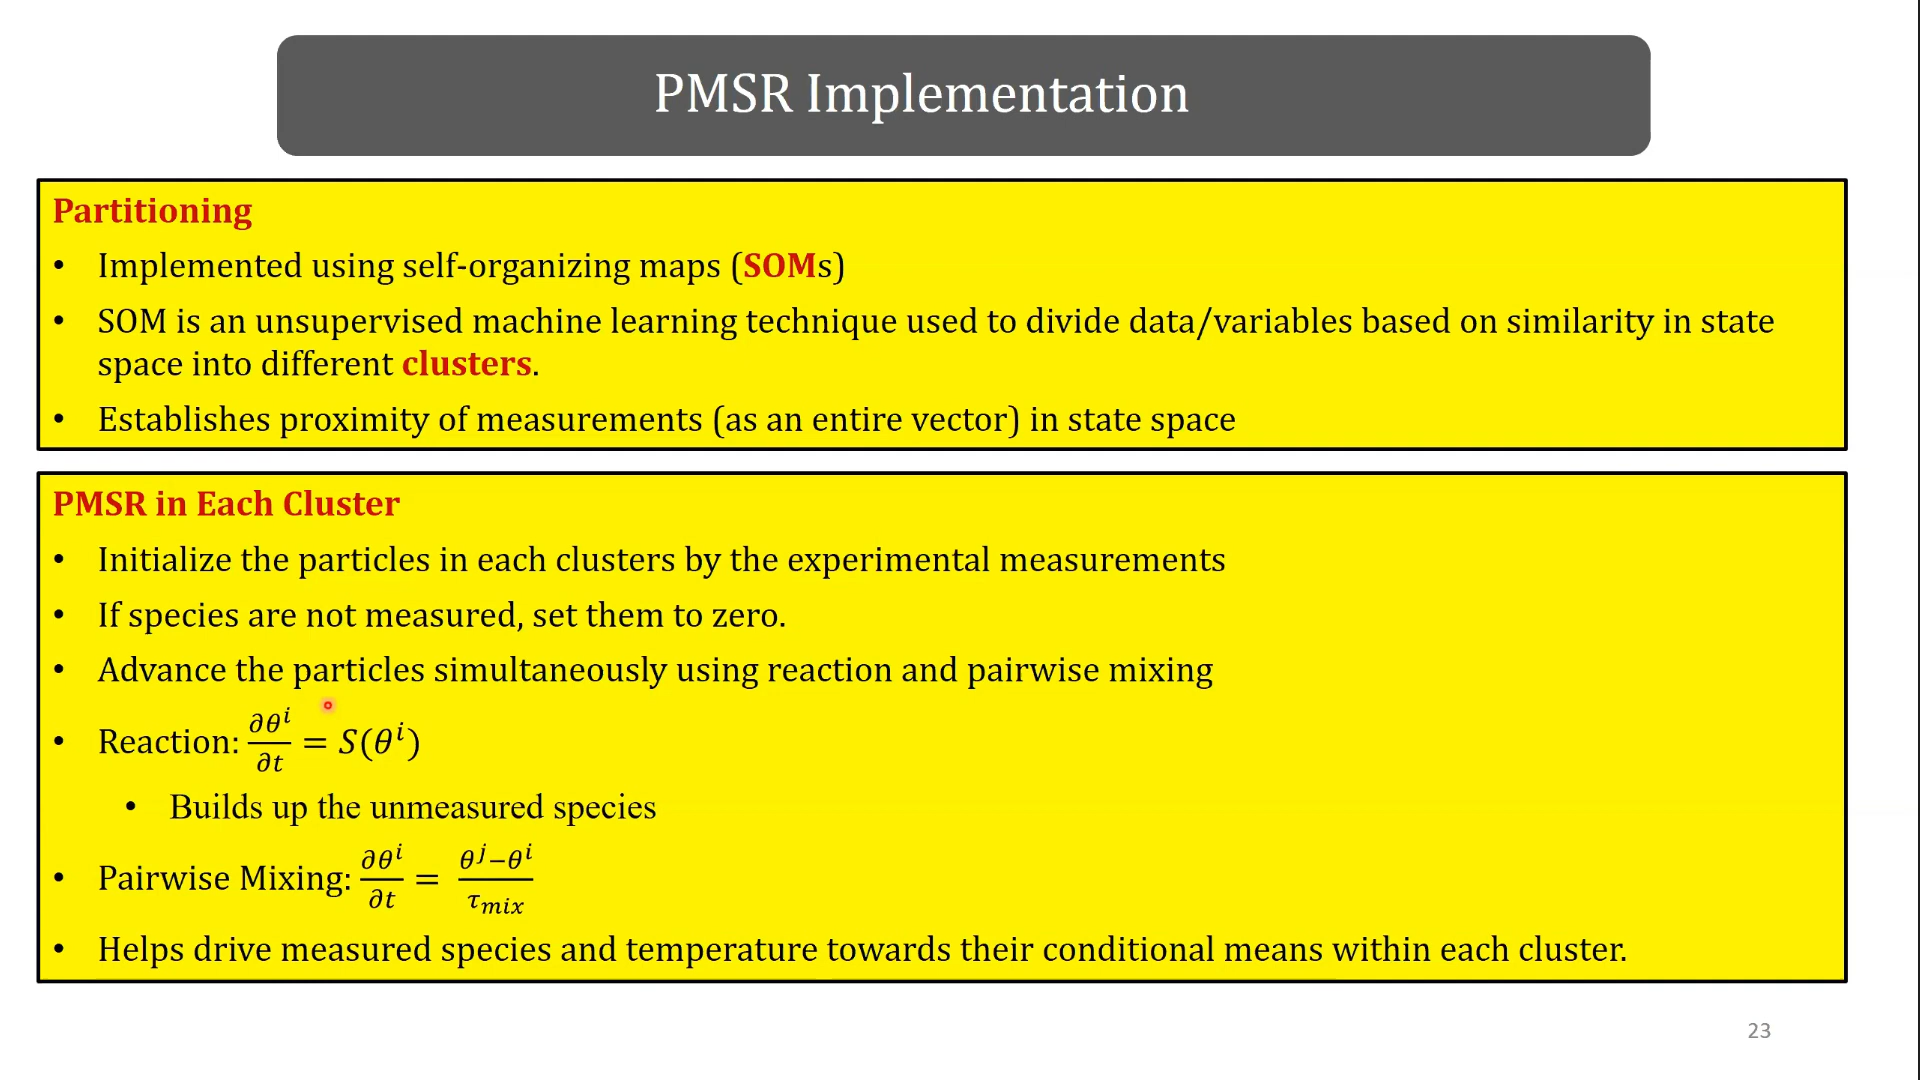 PMSR Implementation
Partitioning
• Implemented using self-organizing maps (SOMs)
• SOM is an unsupervised machine learning technique used to divide data/variables based on similarity in state
space into different clusters.
• Establishes proximity of measurements (as an entire vector) in state space
PMSR in Each Cluster
• Initialize the particles in each clusters by the experimental measurements
• If species are not measured, set them to zero.
• Advance the particles simultaneously using reaction and pairwise mixing
• Reaction: ∂θ^i/∂t = S(θ^i)
• Builds up the unmeasured species
• Pairwise Mixing: ∂θ^i/∂t = (θ^j−θ^i)/τ_mix
• Helps drive measured species and temperature towards their conditional means within each cluster.
23